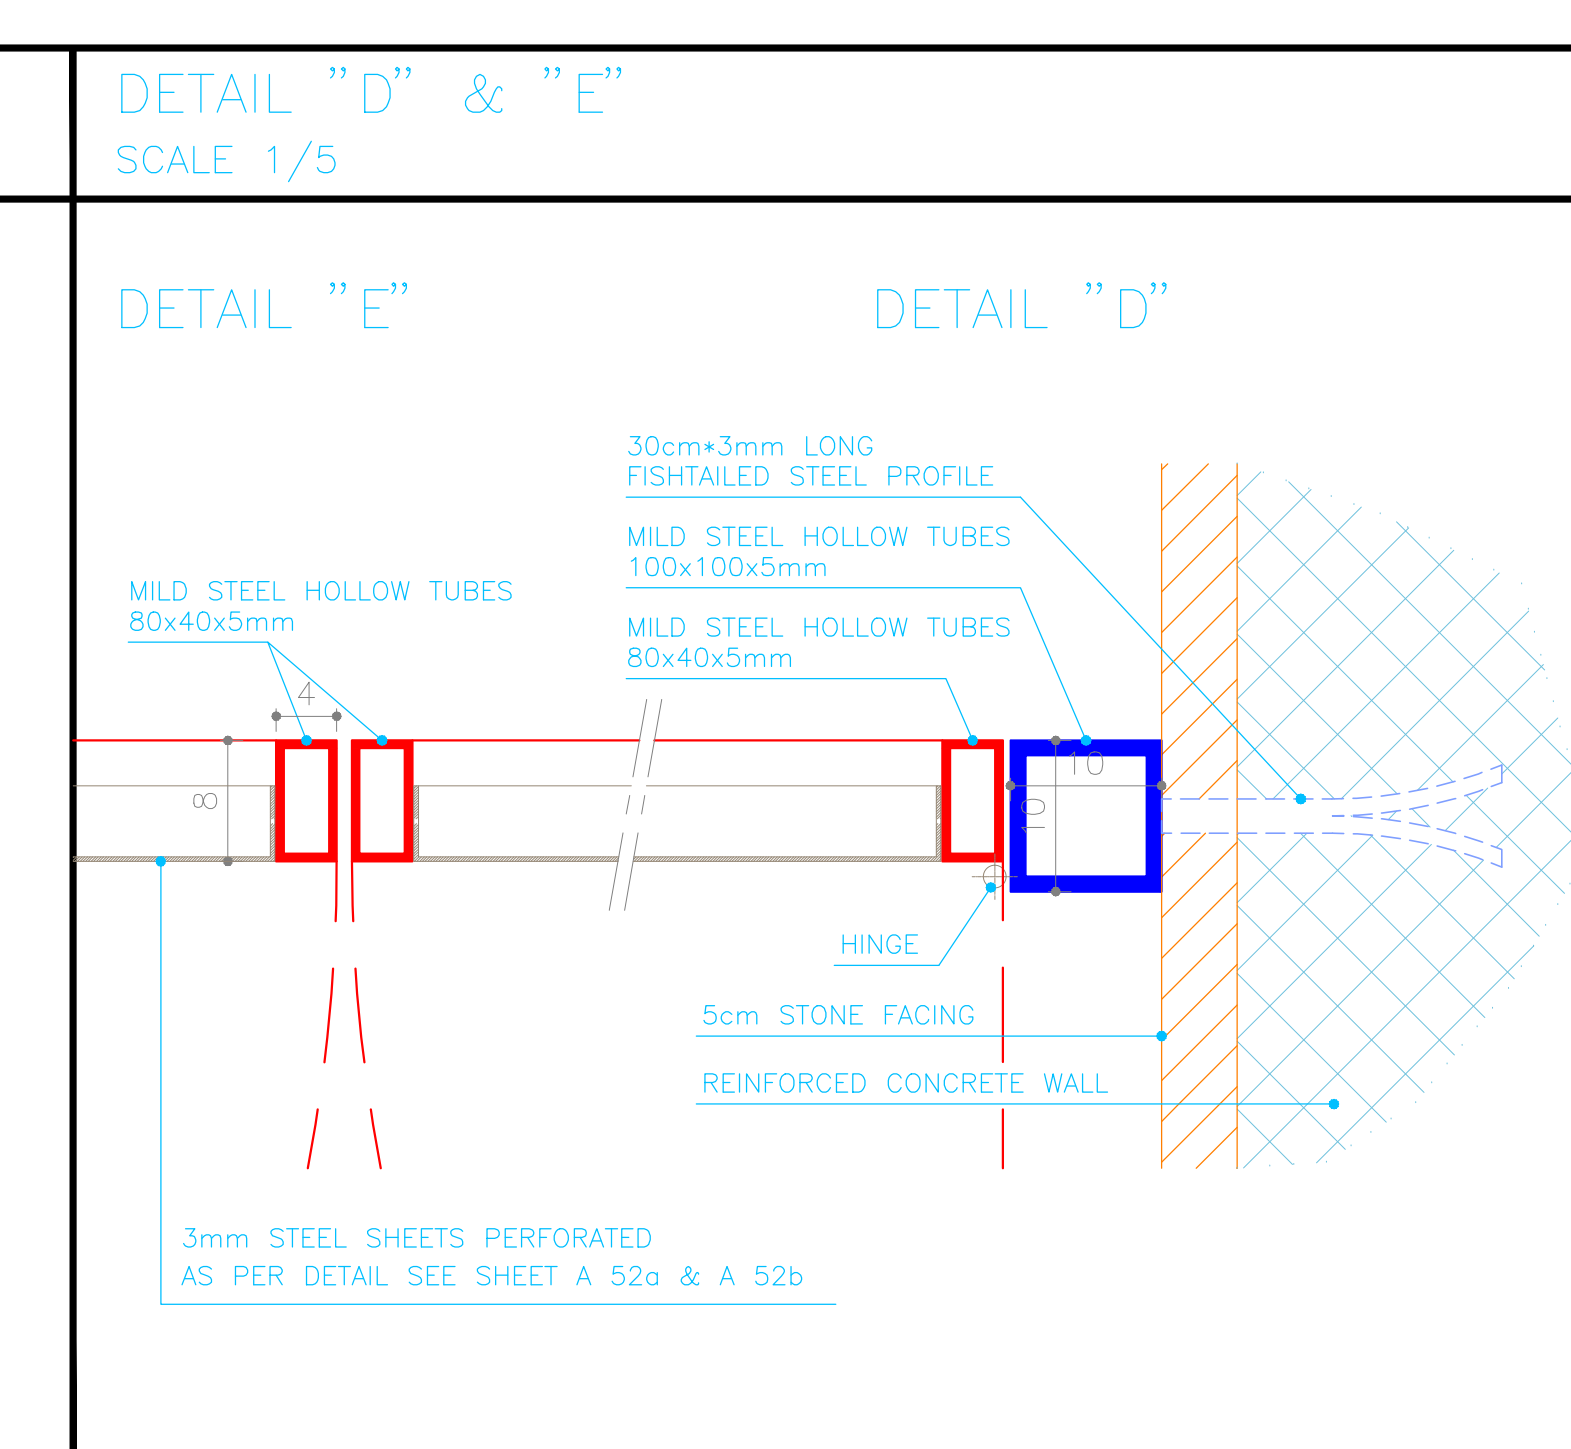 DETAIL "D" & "E"
SCALE 1/5
DETAIL "E"
DETAIL "D"
30cm*3mm LONG
FISHTAILED STEEL PROFILE
MILD STEEL HOLLOW TUBES
100x100x5mm
MILD STEEL HOLLOW TUBES
80x40x5mm
MILD STEEL HOLLOW TUBES
80x40x5mm
4
8
10
10
HINGE
5cm STONE FACING
REINFORCED CONCRETE WALL
3mm STEEL SHEETS PERFORATED
AS PER DETAIL SEE SHEET A 52a & A 52b